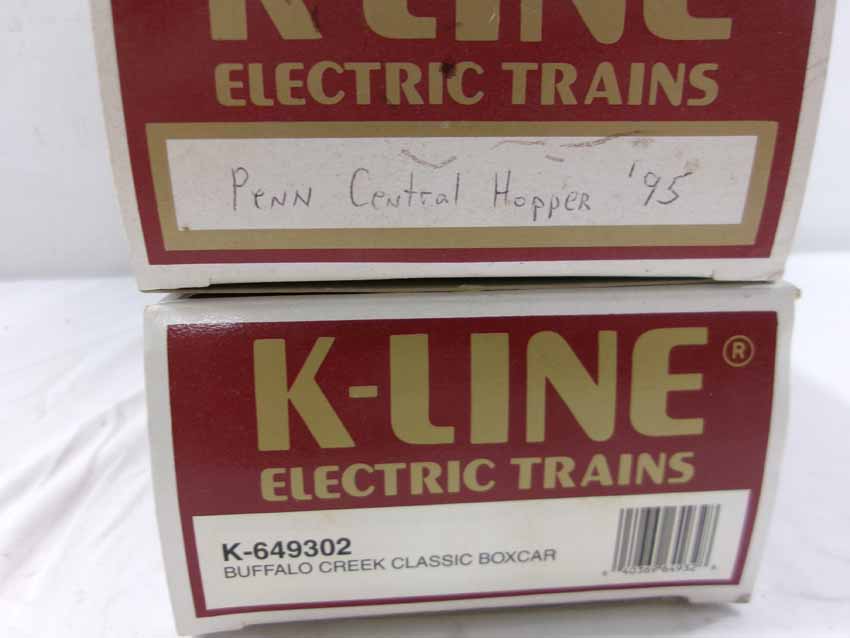 K-LINE
ELECTRIC TRAINS
PENN Central Hopper '95
K-LINE®
ELECTRIC TRAINS
K-649302
BUFFALO CREEK CLASSIC BOXCAR